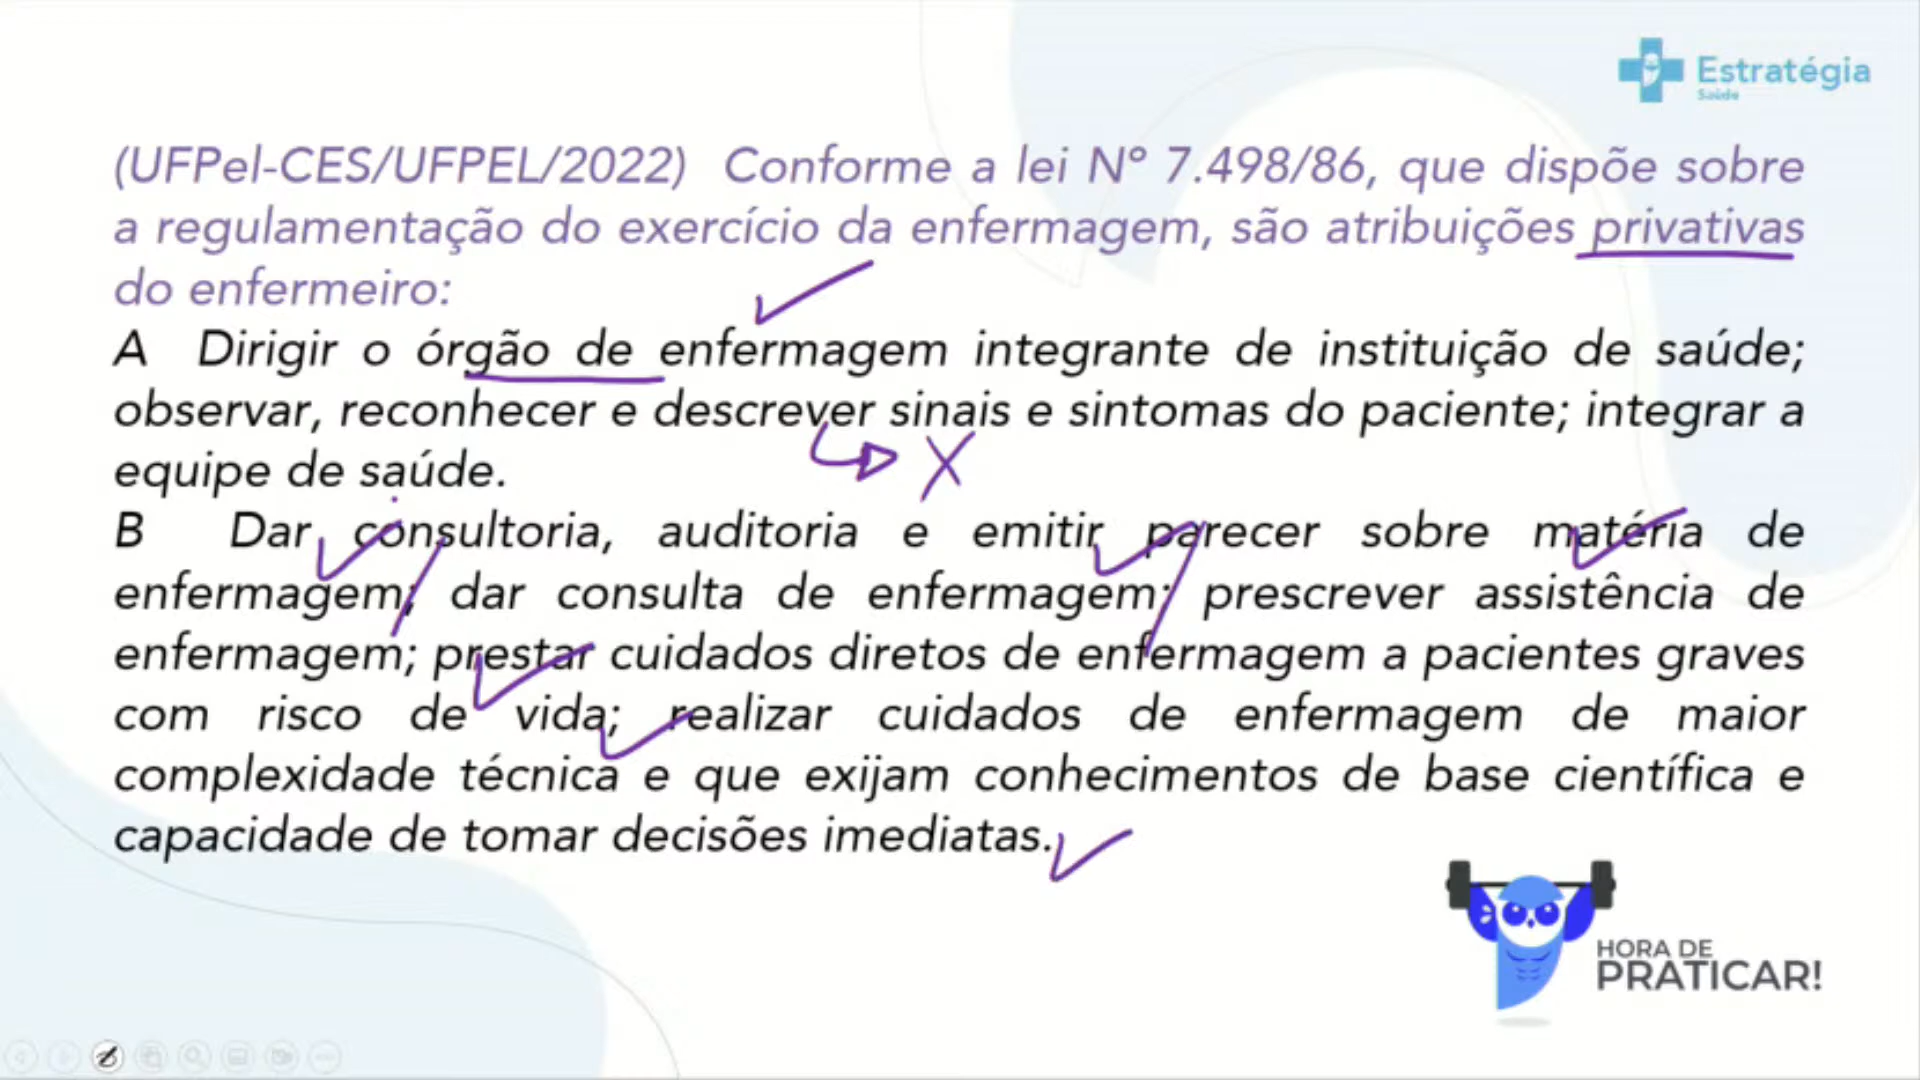 Estratégia
Saúde
(UFPel-CES/UFPEL/2022) Conforme a lei Nº 7.498/86, que dispõe sobre
a regulamentação do exercício da enfermagem, são atribuições privativas
do enfermeiro:
A Dirigir o órgão de enfermagem integrante de instituição de saúde;
observar, reconhecer e descrever sinais e sintomas do paciente; integrar a
equipe de saúde.
X
B Dar consultoria, auditoria e emitir parecer sobre matéria de
enfermagem; dar consulta de enfermagem; prescrever assistência de
enfermagem; prestar cuidados diretos de enfermagem a pacientes graves
com risco de vida; realizar cuidados de enfermagem de maior
complexidade técnica e que exijam conhecimentos de base científica e
capacidade de tomar decisões imediatas.
HORA DE
PRATICAR!